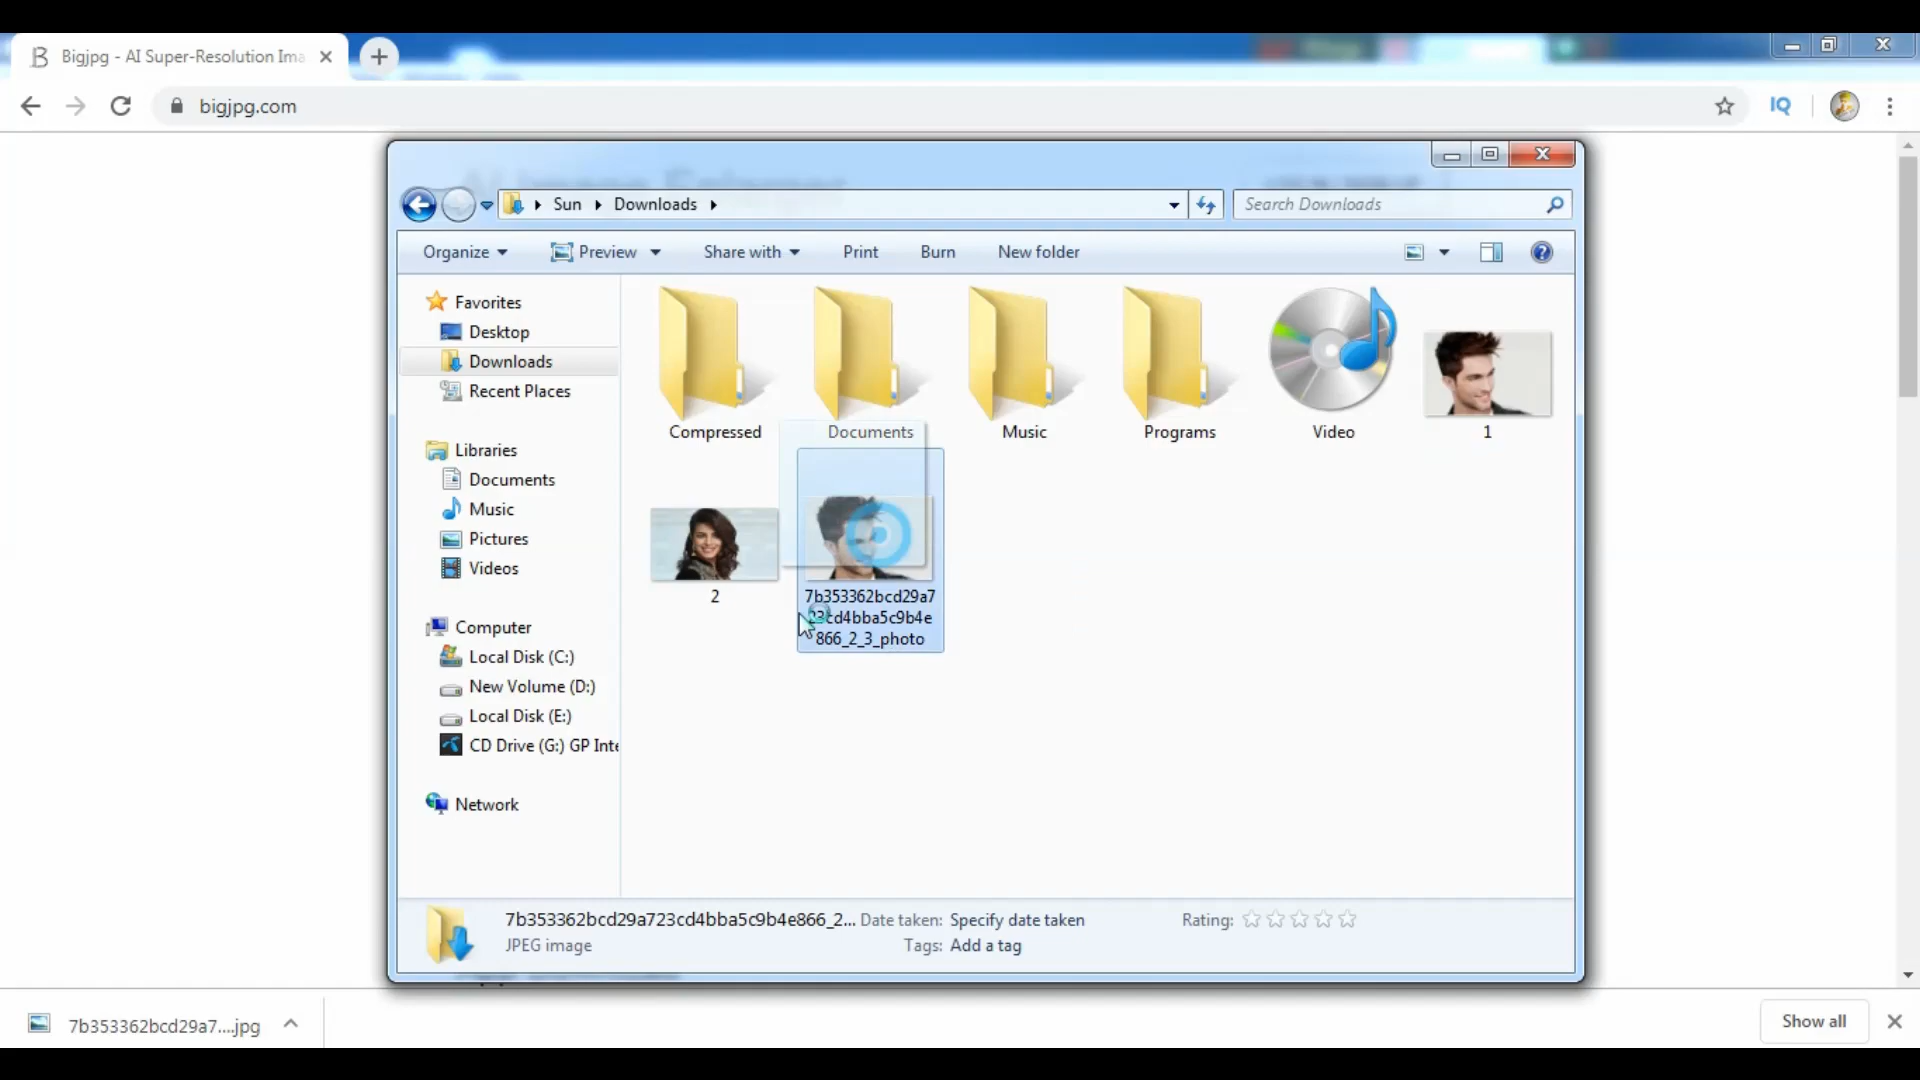 Bigjpg - AI Super-Resolution Ima
bigjpg.com
IQ
Sun Downloads
Search Downloads
Organize Preview Share with Print Burn New folder
Favorites
Desktop
Downloads
Recent Places
Libraries
Documents
Music
Pictures
Videos
Computer
Local Disk (C:)
New Volume (D:)
Local Disk (E:)
CD Drive (G:) GP Inte
Network
Compressed Documents Music Programs Video 1
2
7b353362bcd29a7
23cd4bba5c9b4e
866_2_3_photo
7b353362bcd29a723cd4bba5c9b4e866_2... Date taken: Specify date taken Rating:
JPEG image Tags: Add a tag
7b353362bcd29a7....jpg
Show all